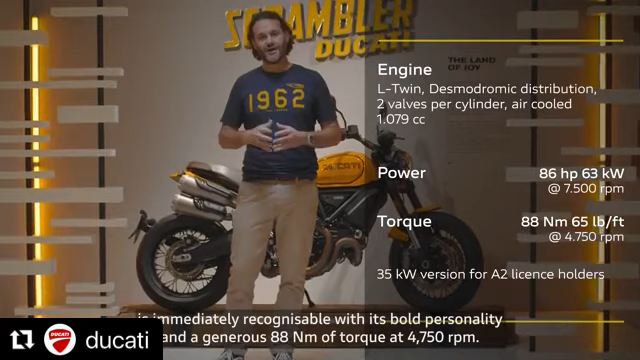 SCRAMBLER
DUCATI
THE LAND
OF JOY
1962
DUCATI
Engine
L-Twin, Desmodromic distribution,
2 valves per cylinder, air cooled
1.079 cc
Power
86 hp 63 kW
@ 7.500 rpm
Torque
88 Nm 65 lb/ft
@ 4.750 rpm
35 kW version for A2 licence holders
is immediately recognisable with its bold personality
and a generous 88 Nm of torque at 4,750 rpm.
DUCATI
ducati